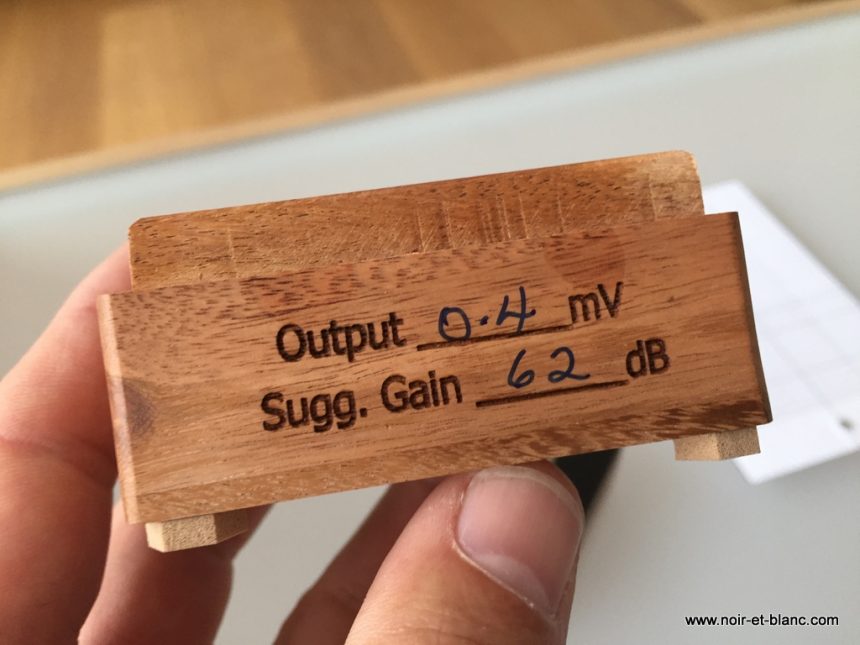 Output 0.4 mV
Sugg. Gain 62 dB
www.noir-et-blanc.com